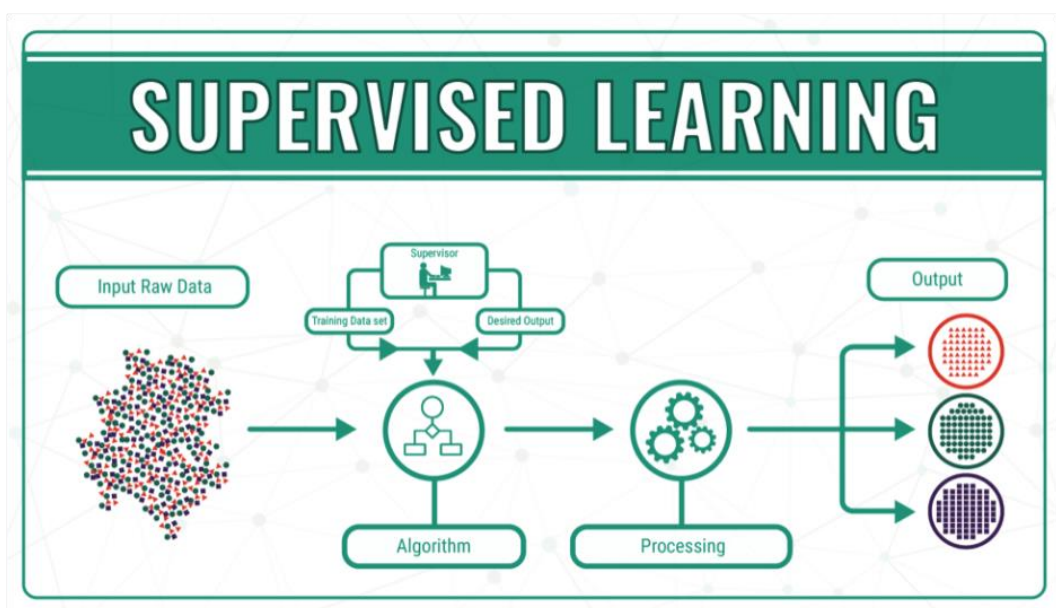 SUPERVISED LEARNING
Input Raw Data
Supervisor
Training Data set
Desired Output
Algorithm
Processing
Output